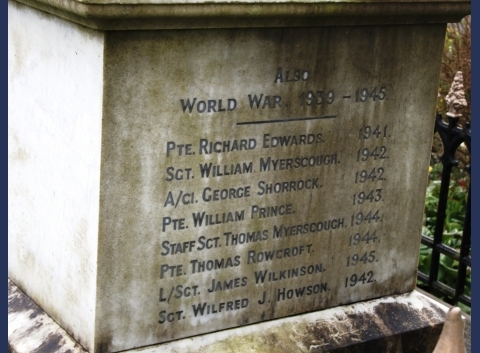 ALSO
WORLD WAR. 1939 – 1945.
PTE. RICHARD EDWARDS. 1941.
SGT. WILLIAM MYERSCOUGH. 1942.
A/C1. GEORGE SHORROCK. 1942.
PTE. WILLIAM PRINCE. 1943.
STAFF SGT. THOMAS MYERSCOUGH. 1944.
PTE. THOMAS ROWCROFT. 1944.
L/SGT. JAMES WILKINSON. 1945.
SGT. WILFRED J. HOWSON. 1942.